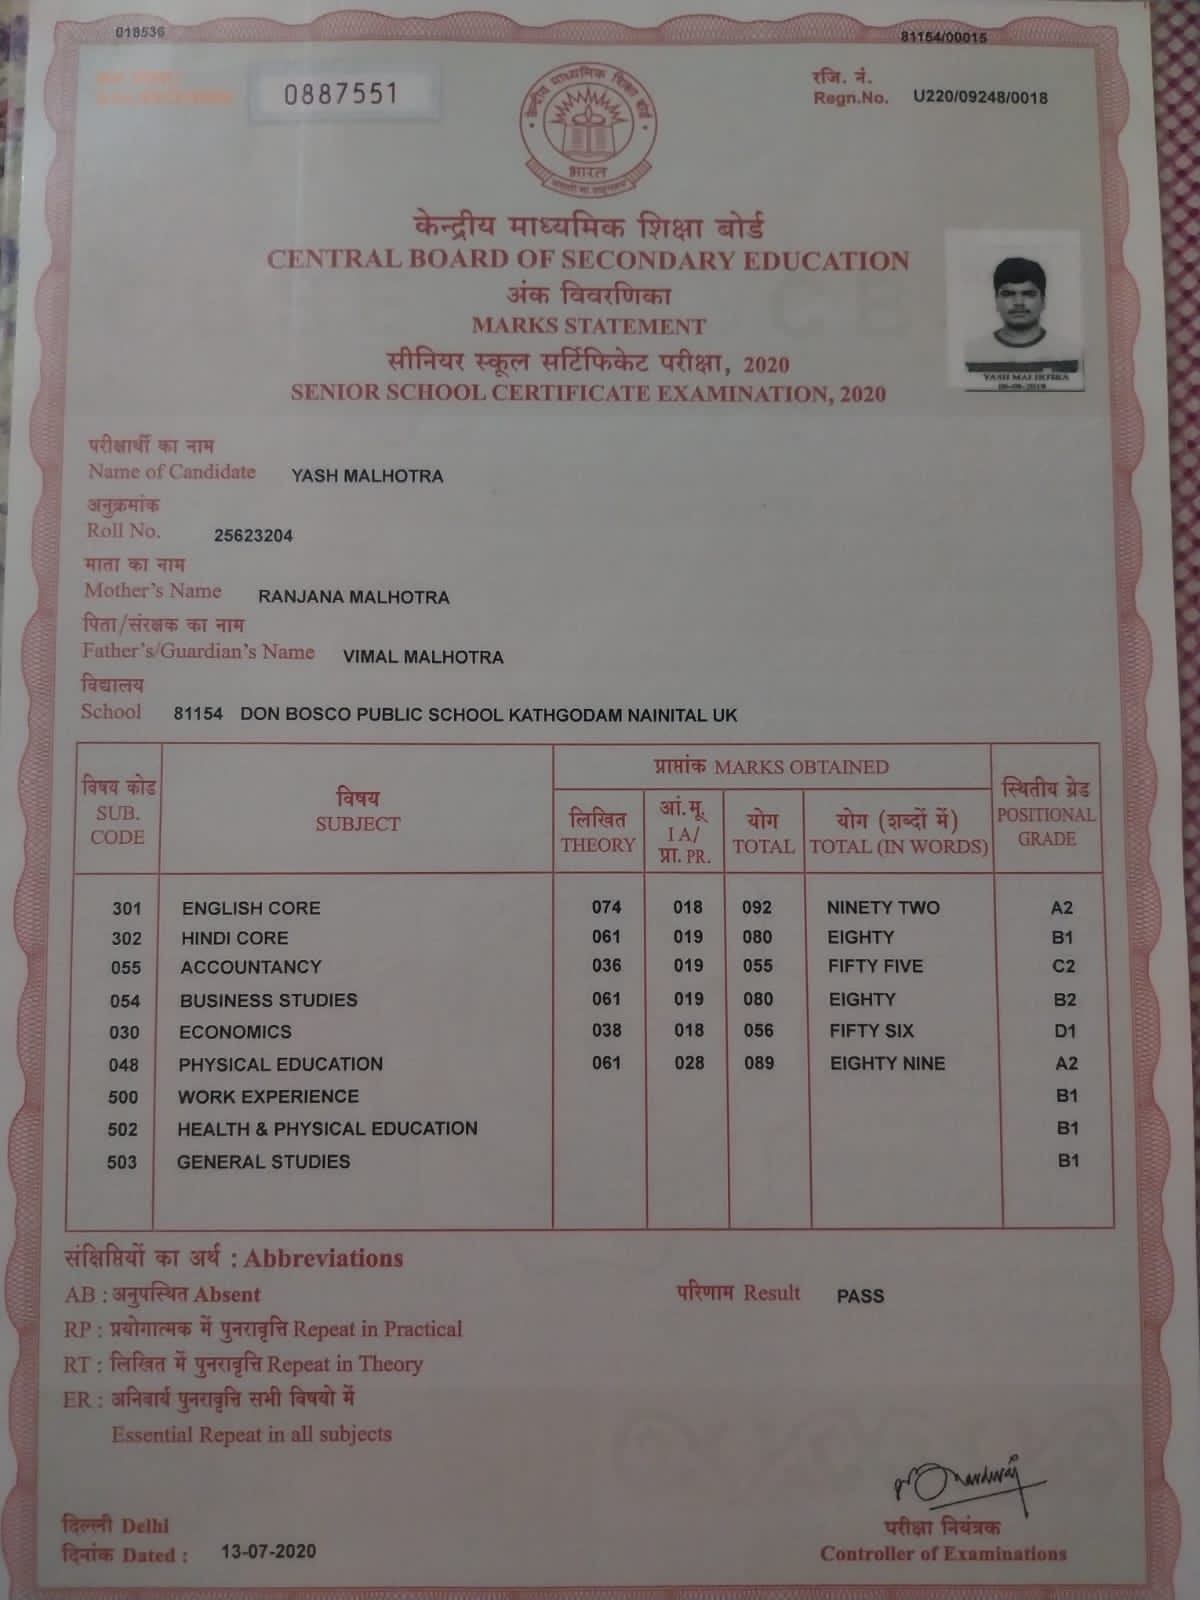 018536
81154/00015
0887551
रजि. नं.
Regn.No. U220/09248/0018
केन्द्रीय माध्यमिक शिक्षा बोर्ड
भारत
केन्द्रीय माध्यमिक शिक्षा बोर्ड
CENTRAL BOARD OF SECONDARY EDUCATION
अंक विवरणिका
MARKS STATEMENT
सीनियर स्कूल सर्टिफिकेट परीक्षा, 2020
SENIOR SCHOOL CERTIFICATE EXAMINATION, 2020
YASH MALHOTRA
परीक्षार्थी का नाम
Name of Candidate YASH MALHOTRA
अनुक्रमांक
Roll No. 25623204
माता का नाम
Mother's Name RANJANA MALHOTRA
पिता/संरक्षक का नाम
Father's/Guardian's Name VIMAL MALHOTRA
विद्यालय
School 81154 DON BOSCO PUBLIC SCHOOL KATHGODAM NAINITAL UK
विषय कोड
SUB.
CODE
विषय
SUBJECT
प्राप्तांक MARKS OBTAINED
लिखित
THEORY
आं.मू.
I A/
प्रा. PR.
योग
TOTAL
योग (शब्दों में)
TOTAL (IN WORDS)
स्थितीय ग्रेड
POSITIONAL
GRADE
301 ENGLISH CORE 074 018 092 NINETY TWO A2
302 HINDI CORE 061 019 080 EIGHTY B1
055 ACCOUNTANCY 036 019 055 FIFTY FIVE C2
054 BUSINESS STUDIES 061 019 080 EIGHTY B2
030 ECONOMICS 038 018 056 FIFTY SIX D1
048 PHYSICAL EDUCATION 061 028 089 EIGHTY NINE A2
500 WORK EXPERIENCE B1
502 HEALTH & PHYSICAL EDUCATION B1
503 GENERAL STUDIES B1
संक्षिप्तियों का अर्थ : Abbreviations
AB : अनुपस्थित Absent
परिणाम Result PASS
RP : प्रयोगात्मक में पुनरावृत्ति Repeat in Practical
RT : लिखित में पुनरावृत्ति Repeat in Theory
ER : अनिवार्य पुनरावृत्ति सभी विषयो में
Essential Repeat in all subjects
दिल्ली Delhi
दिनांक Dated : 13-07-2020
परीक्षा नियंत्रक
Controller of Examinations